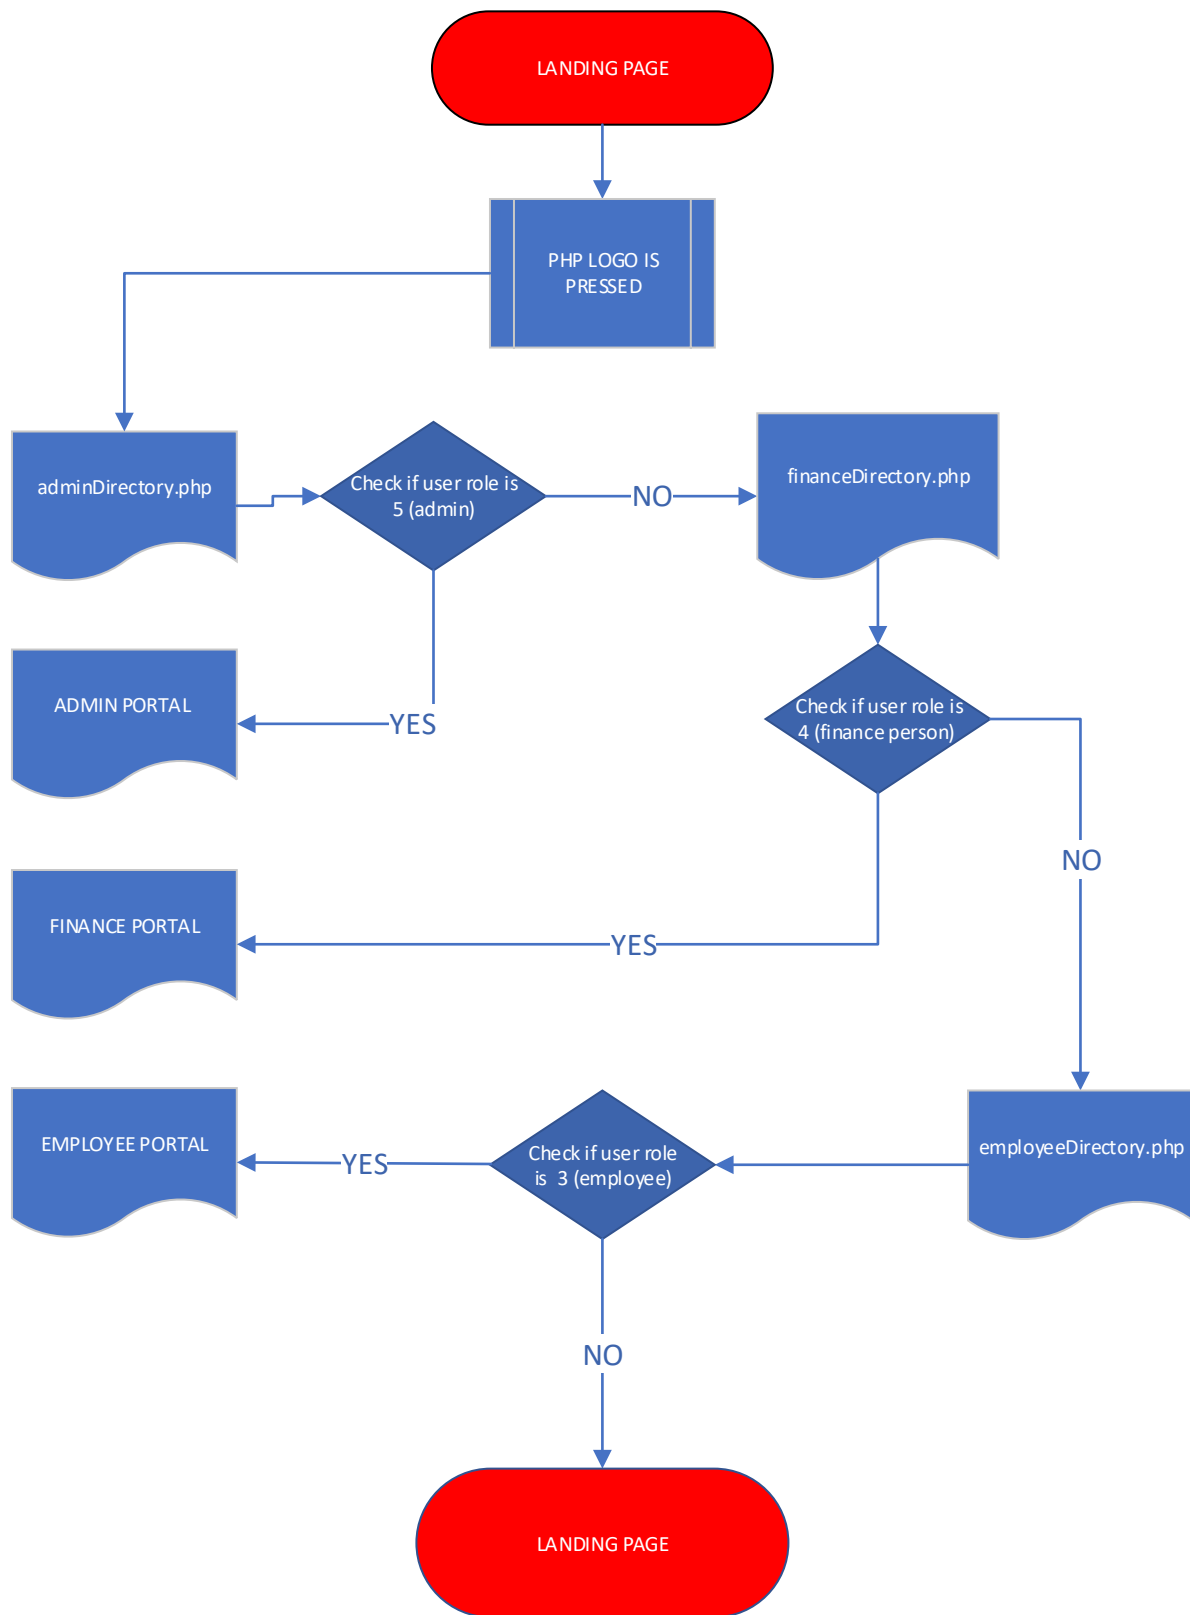 LANDING PAGE
PHP LOGO IS
PRESSED
adminDirectory.php
Check if user role is
5 (admin)
NO
financeDirectory.php
ADMIN PORTAL
YES
Check if user role is
4 (finance person)
NO
FINANCE PORTAL
YES
EMPLOYEE PORTAL
YES
Check if user role
is 3 (employee)
employeeDirectory.php
NO
LANDING PAGE